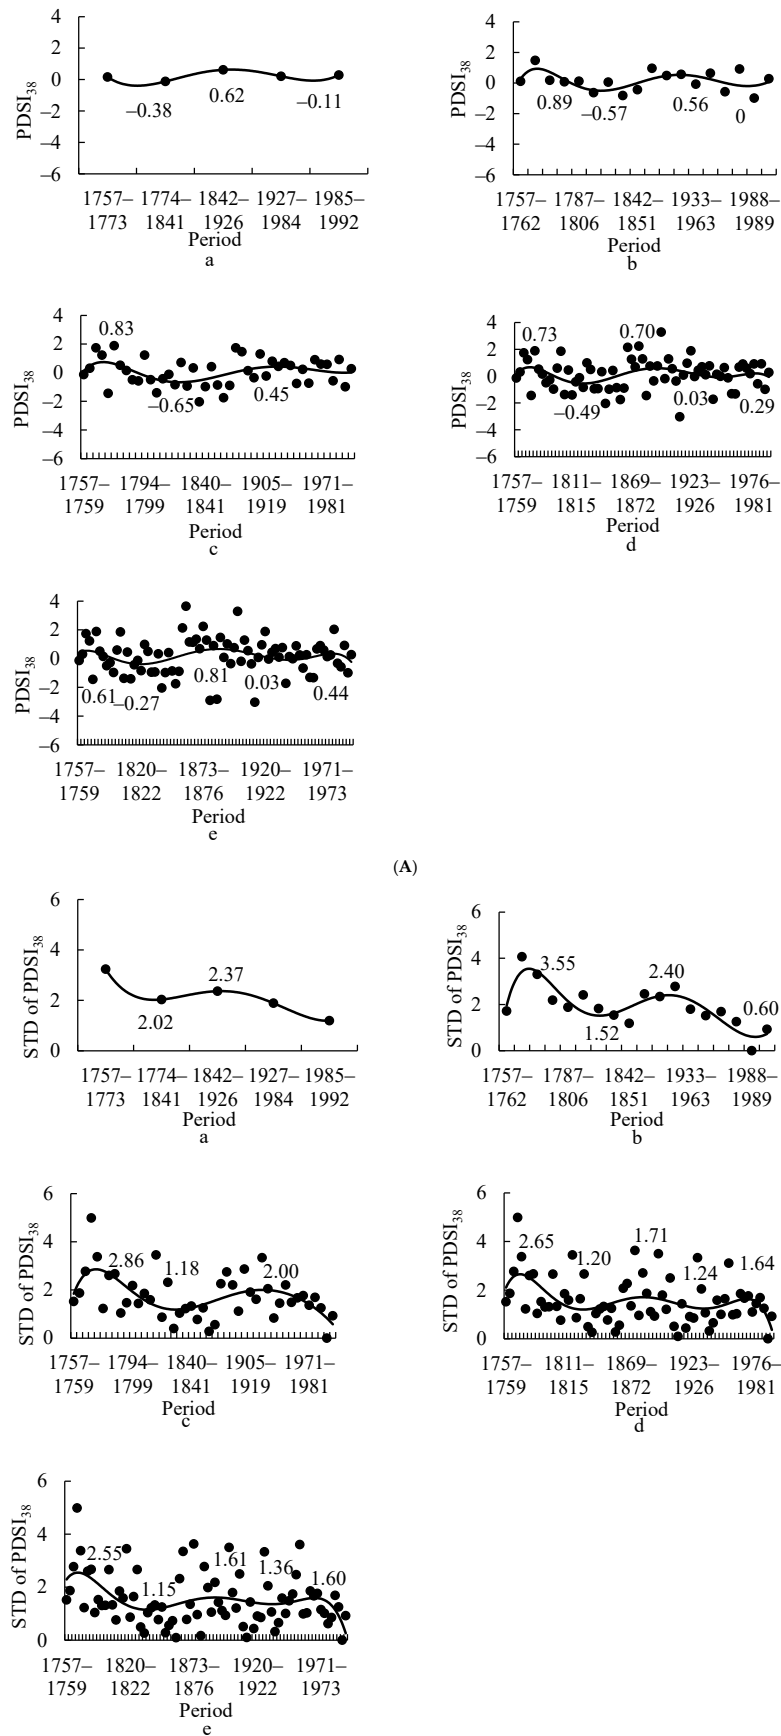 4
2
0
–2
–4
–6
PDSI38
–0.38
0.62
–0.11
1757– 1774– 1842– 1927– 1985–
1773 1841 1926 1984 1992
Period
a
4
2
0
–2
–4
–6
PDSI38
0.89
–0.57
0.56
0
1757– 1787– 1842– 1933– 1988–
1762 1806 1851 1963 1989
Period
b
4
2
0
–2
–4
–6
PDSI38
0.83
–0.65
0.45
1757– 1794– 1840– 1905– 1971–
1759 1799 1841 1919 1981
Period
c
4
2
0
–2
–4
–6
PDSI38
0.73
–0.49
0.70
0.03
0.29
1757– 1811– 1869– 1923– 1976–
1759 1815 1872 1926 1981
Period
d
4
2
0
–2
–4
–6
PDSI38
0.61
–0.27
0.81
0.03
0.44
1757– 1820– 1873– 1920– 1971–
1759 1822 1876 1922 1973
Period
e
(A)
6
4
2
0
STD of PDSI38
2.02
2.37
1757– 1774– 1842– 1927– 1985–
1773 1841 1926 1984 1992
Period
a
6
4
2
0
STD of PDSI38
3.55
1.52
2.40
0.60
1757– 1787– 1842– 1933– 1988–
1762 1806 1851 1963 1989
Period
b
6
4
2
0
STD of PDSI38
2.86
1.18
2.00
1757– 1794– 1840– 1905– 1971–
1759 1799 1841 1919 1981
Period
c
6
4
2
0
STD of PDSI38
2.65
1.20
1.71
1.24
1.64
1757– 1811– 1869– 1923– 1976–
1759 1815 1872 1926 1981
Period
d
6
4
2
0
STD of PDSI38
2.55
1.15
1.61
1.36
1.60
1757– 1820– 1873– 1920– 1971–
1759 1822 1876 1922 1973
Period
e